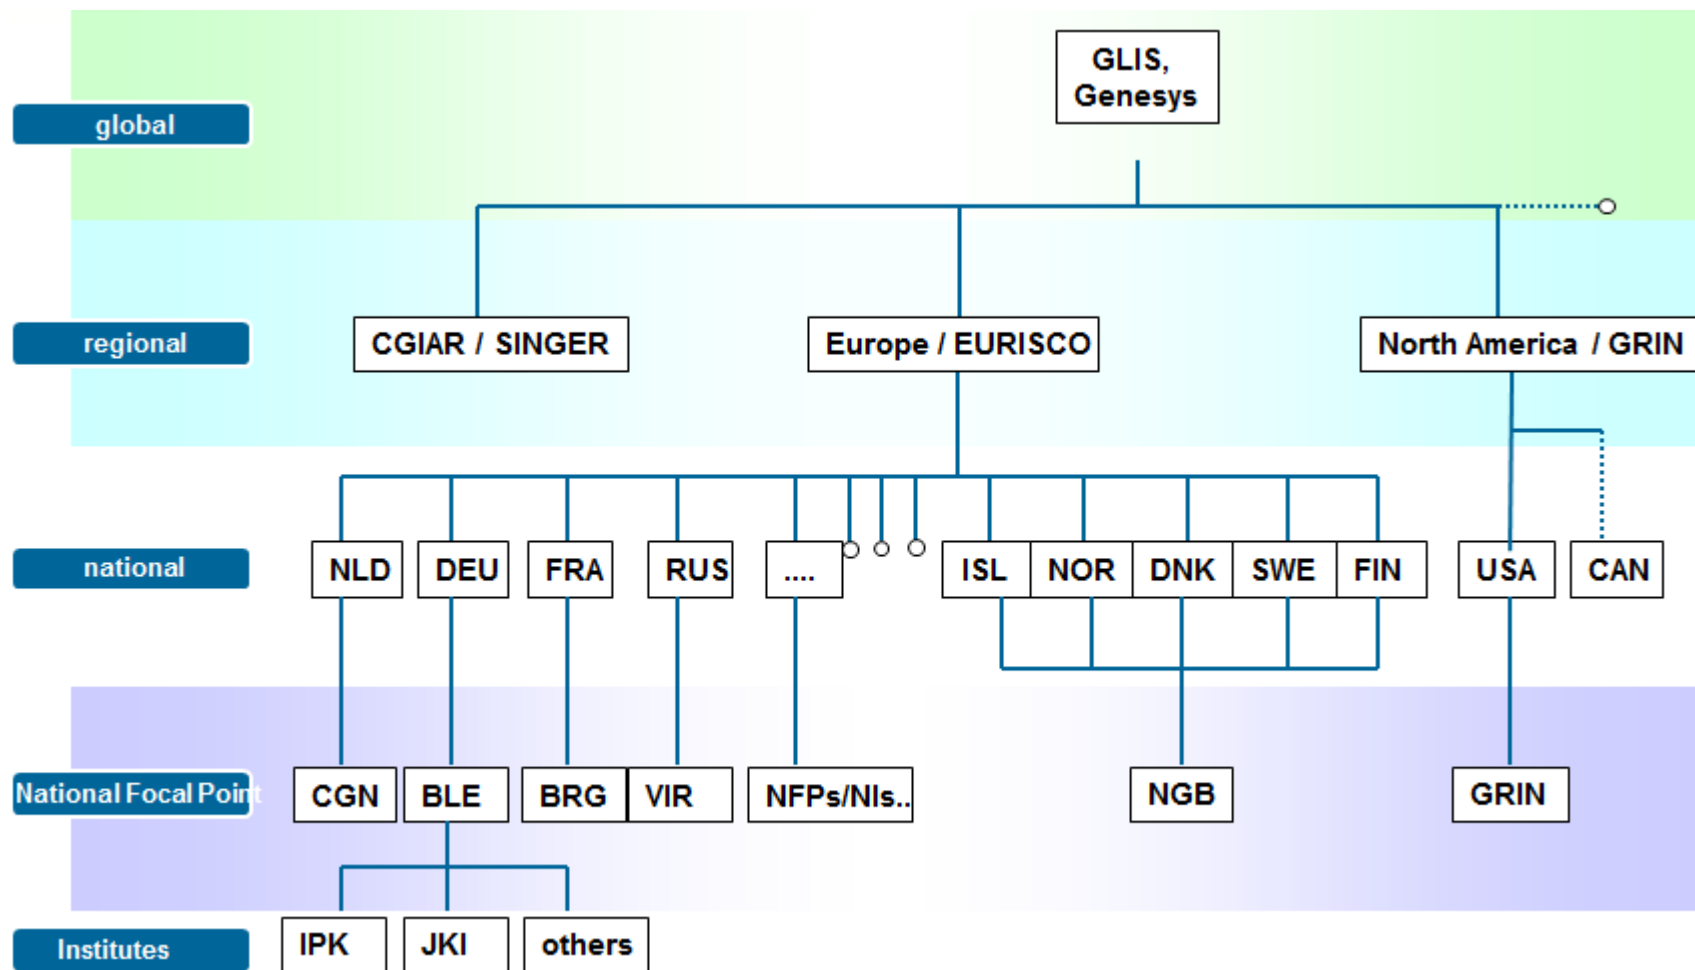 GLIS,
Genesys
global
regional
CGIAR / SINGER
Europe / EURISCO
North America / GRIN
national
NLD
DEU
FRA
RUS
....
ISL
NOR
DNK
SWE
FIN
USA
CAN
National Focal Point
CGN
BLE
BRG
VIR
NFPs/NIs..
NGB
GRIN
Institutes
IPK
JKI
others